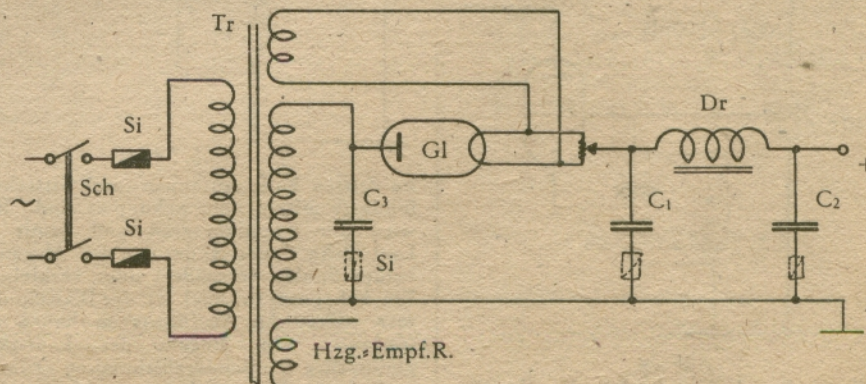 Tr
Si
Sch
~
Si
Gl
Dr
C₃
Si
C₁
C₂
+
Hzg.=Empf.R.